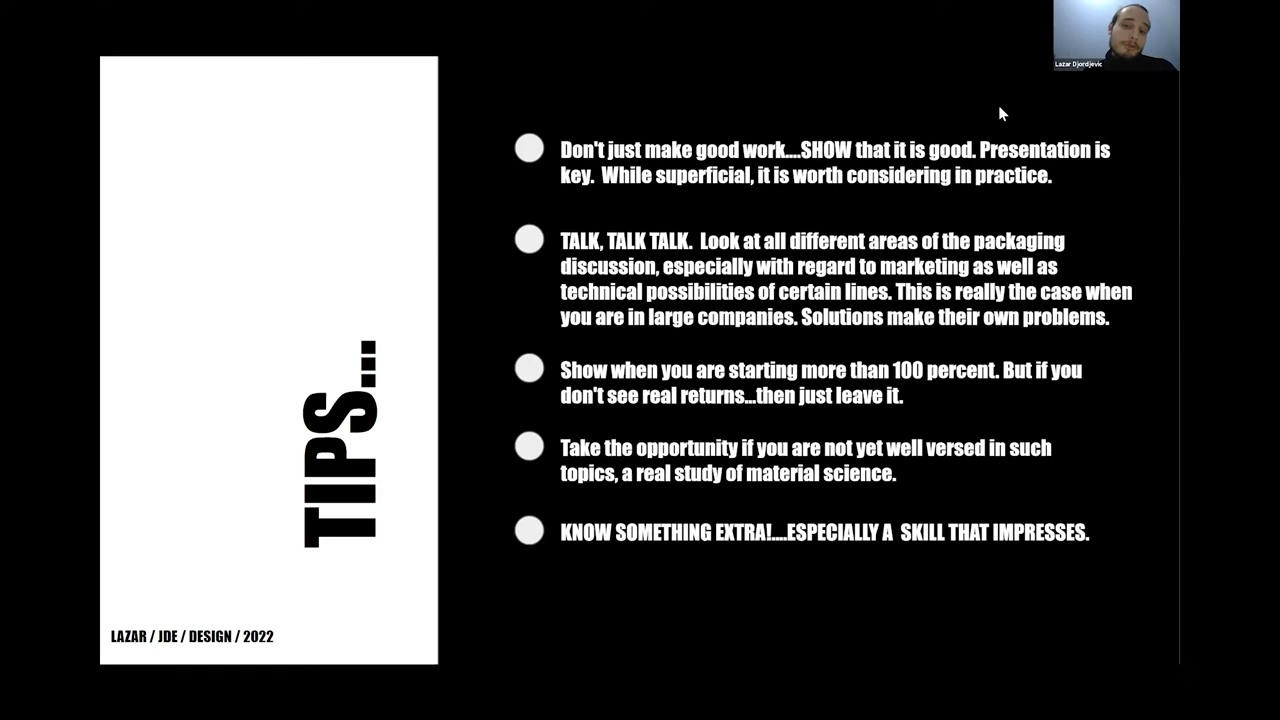 Lazar Djordjevic
Don't just make good work....SHOW that it is good. Presentation is
key.  While superficial, it is worth considering in practice.
TALK, TALK TALK.  Look at all different areas of the packaging
discussion, especially with regard to marketing as well as
technical possibilities of certain lines. This is really the case when
you are in large companies. Solutions make their own problems.
Show when you are starting more than 100 percent. But if you
don't see real returns...then just leave it.
Take the opportunity if you are not yet well versed in such
topics, a real study of material science.
KNOW SOMETHING EXTRA!....ESPECIALLY A  SKILL THAT IMPRESSES.
TIPS...
LAZAR / JDE / DESIGN / 2022